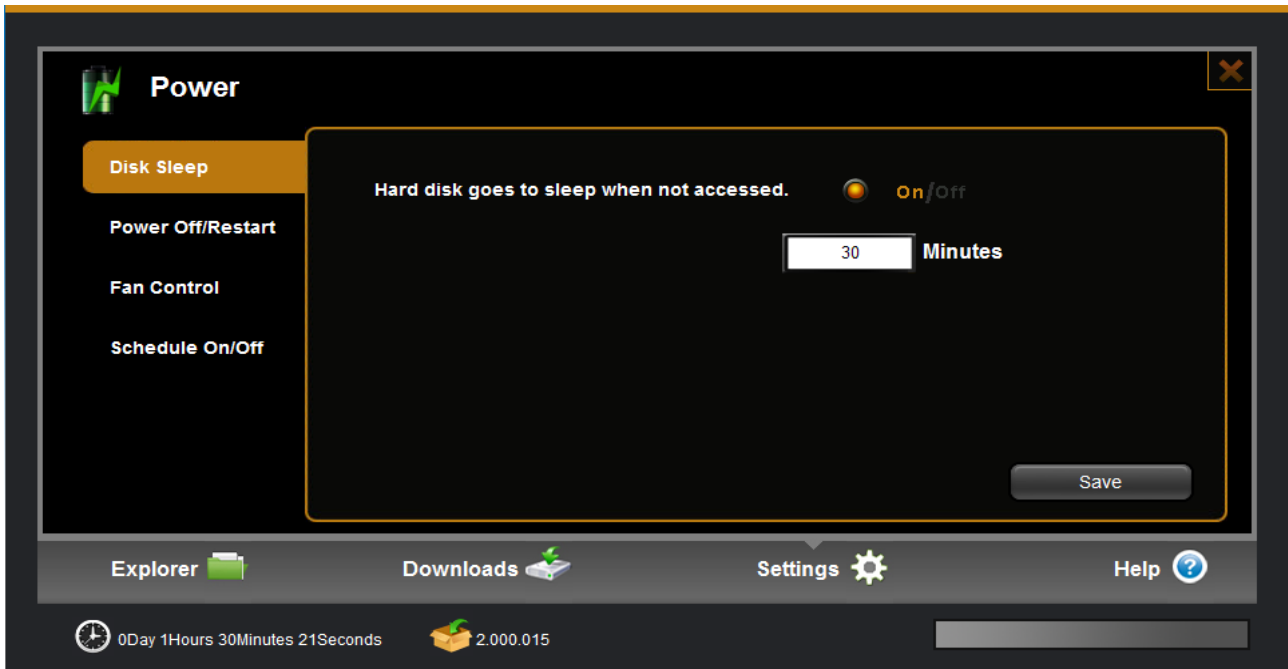 Power
Disk Sleep
Power Off/Restart
Fan Control
Schedule On/Off
Hard disk goes to sleep when not accessed. On/Off
30 Minutes
Save
Explorer Downloads Settings Help ?
0Day 1Hours 30Minutes 21Seconds 2.000.015